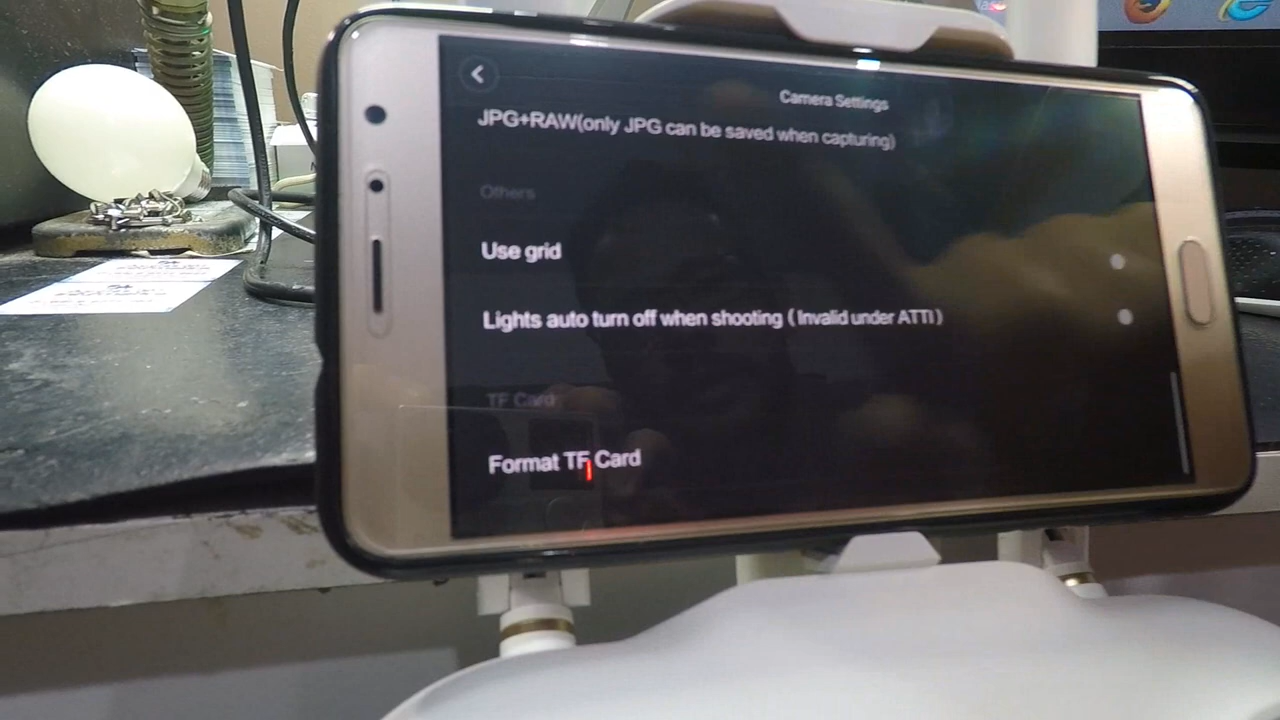 Camera Settings
JPG+RAW(only JPG can be saved when capturing)
Others
Use grid
Lights auto turn off when shooting (Invalid under ATTI)
TF Card
Format TF Card